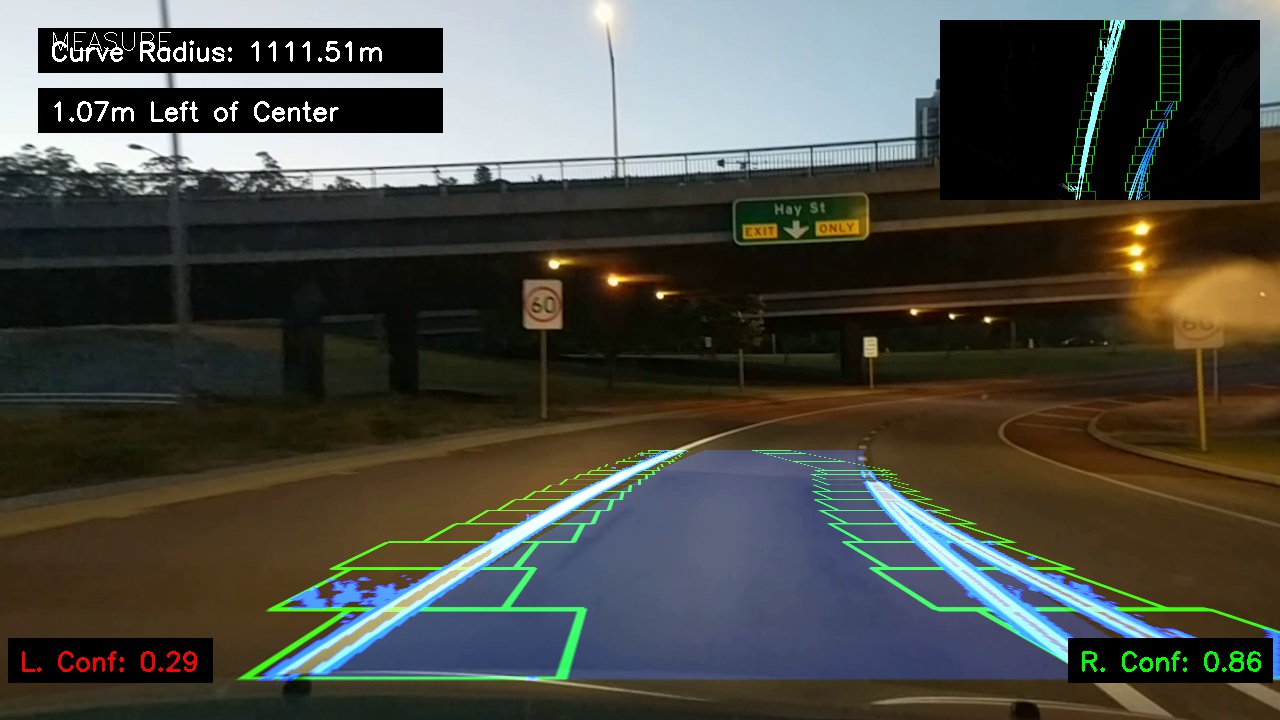 MEASURE
Curve Radius: 1111.51m
1.07m Left of Center
Hay St
EXIT ONLY
60
60
L. Conf: 0.29
R. Conf: 0.86